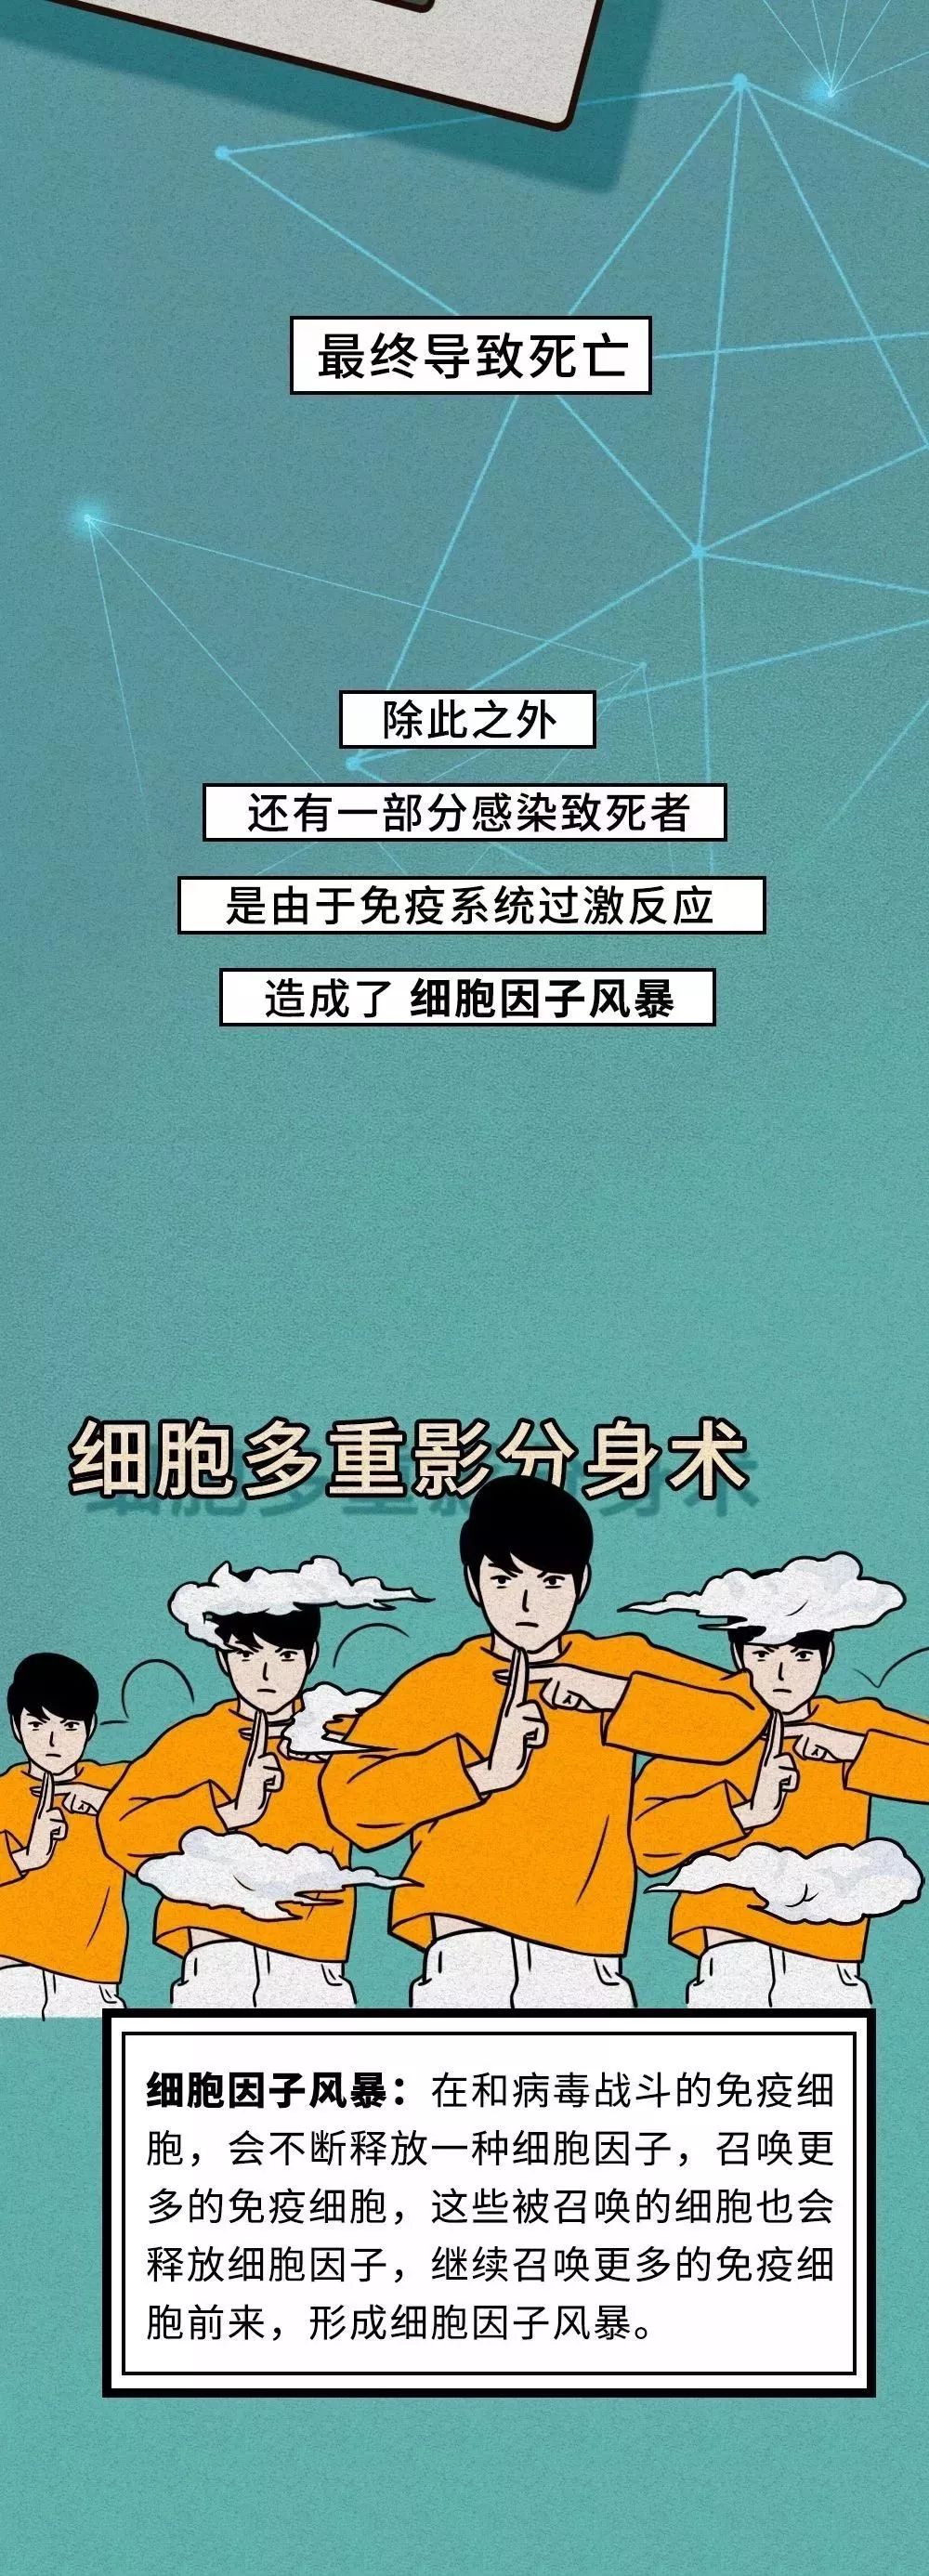 最终导致死亡
除此之外
还有一部分感染致死者
是由于免疫系统过激反应
造成了 细胞因子风暴
细胞多重影分身术
细胞因子风暴：在和病毒战斗的免疫细
胞，会不断释放一种细胞因子，召唤更
多的免疫细胞，这些被召唤的细胞也会
释放细胞因子，继续召唤更多的免疫细
胞前来，形成细胞因子风暴。